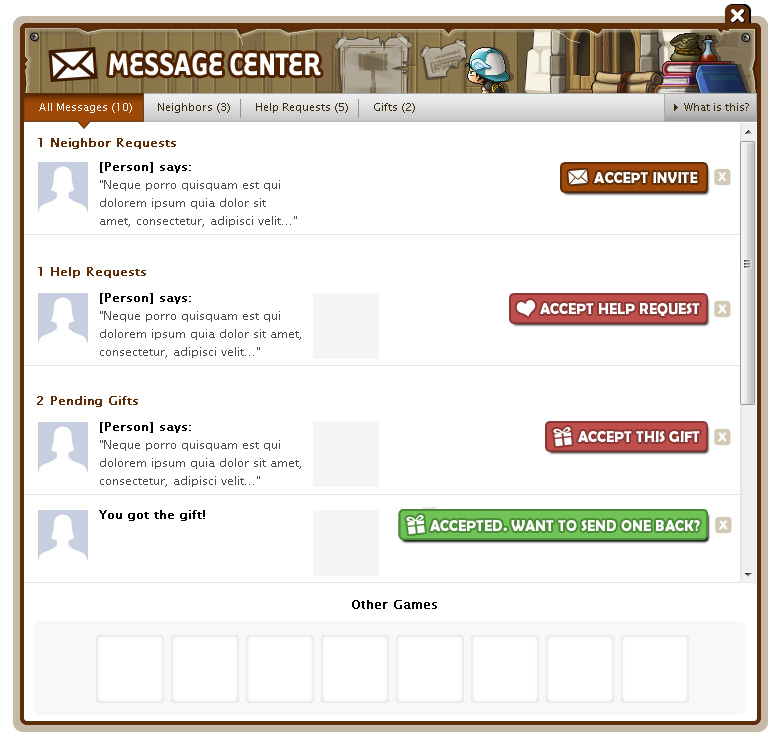 MESSAGE CENTER
All Messages (10) Neighbors (3) Help Requests (5) Gifts (2) What is this?
1 Neighbor Requests
[Person] says:
"Neque porro quisquam est qui
dolorem ipsum quia dolor sit
amet, consectetur, adipisci velit..."
ACCEPT INVITE
1 Help Requests
[Person] says:
"Neque porro quisquam est qui
dolorem ipsum quia dolor sit amet,
consectetur, adipisci velit..."
ACCEPT HELP REQUEST
2 Pending Gifts
[Person] says:
"Neque porro quisquam est qui
dolorem ipsum quia dolor sit amet,
consectetur, adipisci velit..."
ACCEPT THIS GIFT
You got the gift!
ACCEPTED. WANT TO SEND ONE BACK?
Other Games